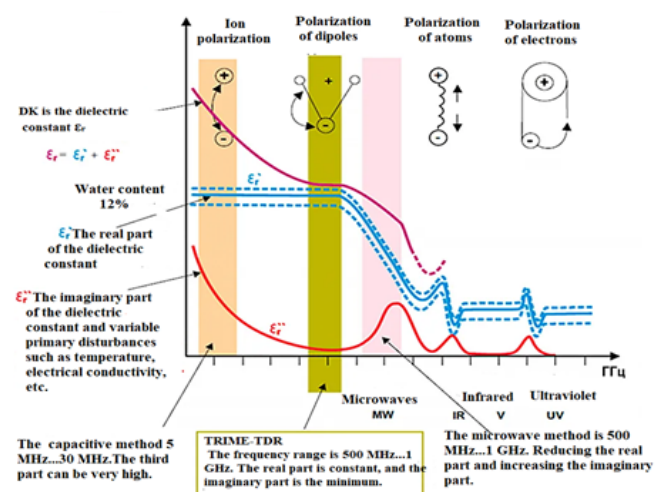 Ion
polarization
Polarization
of dipoles
Polarization
of atoms
Polarization
of electrons
DK is the dielectric
constant εr
εr = εr` + εr``
Water content
12%
εr` The real part
of the dielectric
constant
εr`` The imaginary part
of the dielectric
constant and variable
primary disturbances
such as temperature,
electrical conductivity,
etc.
εr`
εr``
+
-
+
-
+
-
+
-
ГГц
Microwaves
MW
Infrared
IR V
Ultraviolet
UV
The capacitive method 5
MHz...30 MHz.The third
part can be very high.
TRIME-TDR
The frequency range is 500 MHz...1
GHz. The real part is constant, and the
imaginary part is the minimum.
The microwave method is 500
MHz...1 GHz. Reducing the real
part and increasing the imaginary
part.